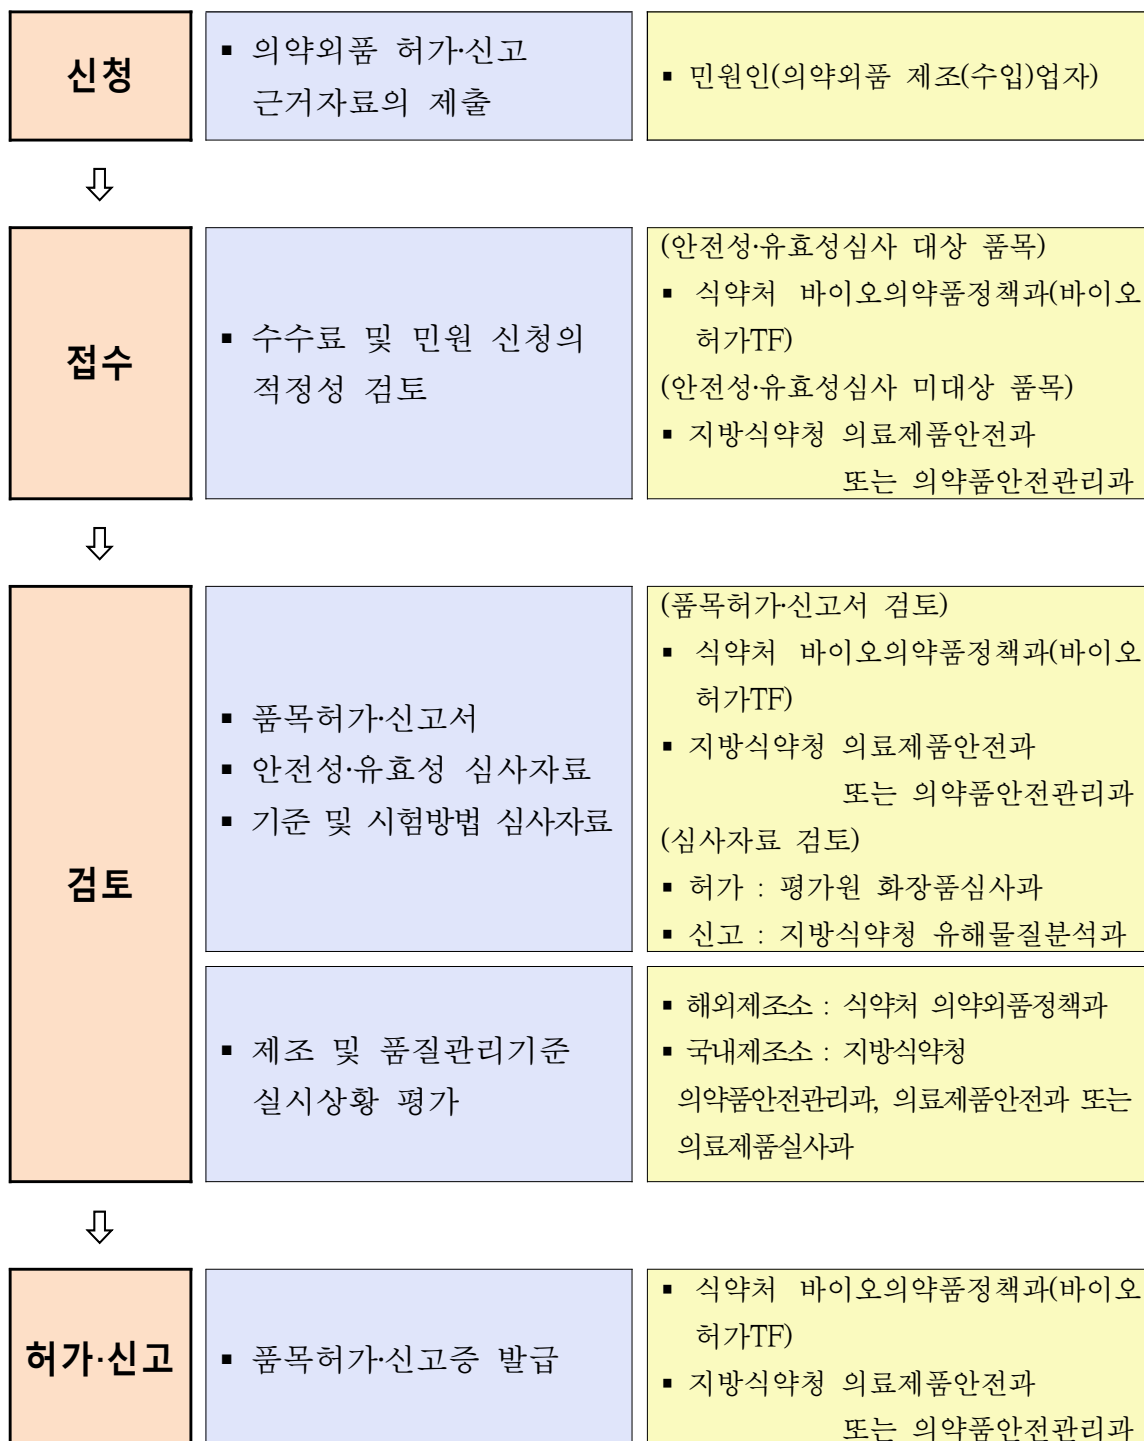 신청
▪ 의약외품 허가·신고
근거자료의 제출
▪ 민원인(의약외품 제조(수입)업자)
⇩
접수
▪ 수수료 및 민원 신청의
적정성 검토
(안전성·유효성심사 대상 품목)
▪ 식약처 바이오의약품정책과(바이오
허가TF)
(안전성·유효성심사 미대상 품목)
▪ 지방식약청 의료제품안전과
또는 의약품안전관리과
⇩
검토
▪ 품목허가·신고서
▪ 안전성·유효성 심사자료
▪ 기준 및 시험방법 심사자료
(품목허가·신고서 검토)
▪ 식약처 바이오의약품정책과(바이오
허가TF)
▪ 지방식약청 의료제품안전과
또는 의약품안전관리과
(심사자료 검토)
▪ 허가 : 평가원 화장품심사과
▪ 신고 : 지방식약청 유해물질분석과
▪ 제조 및 품질관리기준
실시상황 평가
▪ 해외제조소 : 식약처 의약외품정책과
▪ 국내제조소 : 지방식약청
의약품안전관리과, 의료제품안전과 또는
의료제품실사과
⇩
허가·신고
▪ 품목허가·신고증 발급
▪ 식약처 바이오의약품정책과(바이오
허가TF)
▪ 지방식약청 의료제품안전과
또는 의약품안전관리과